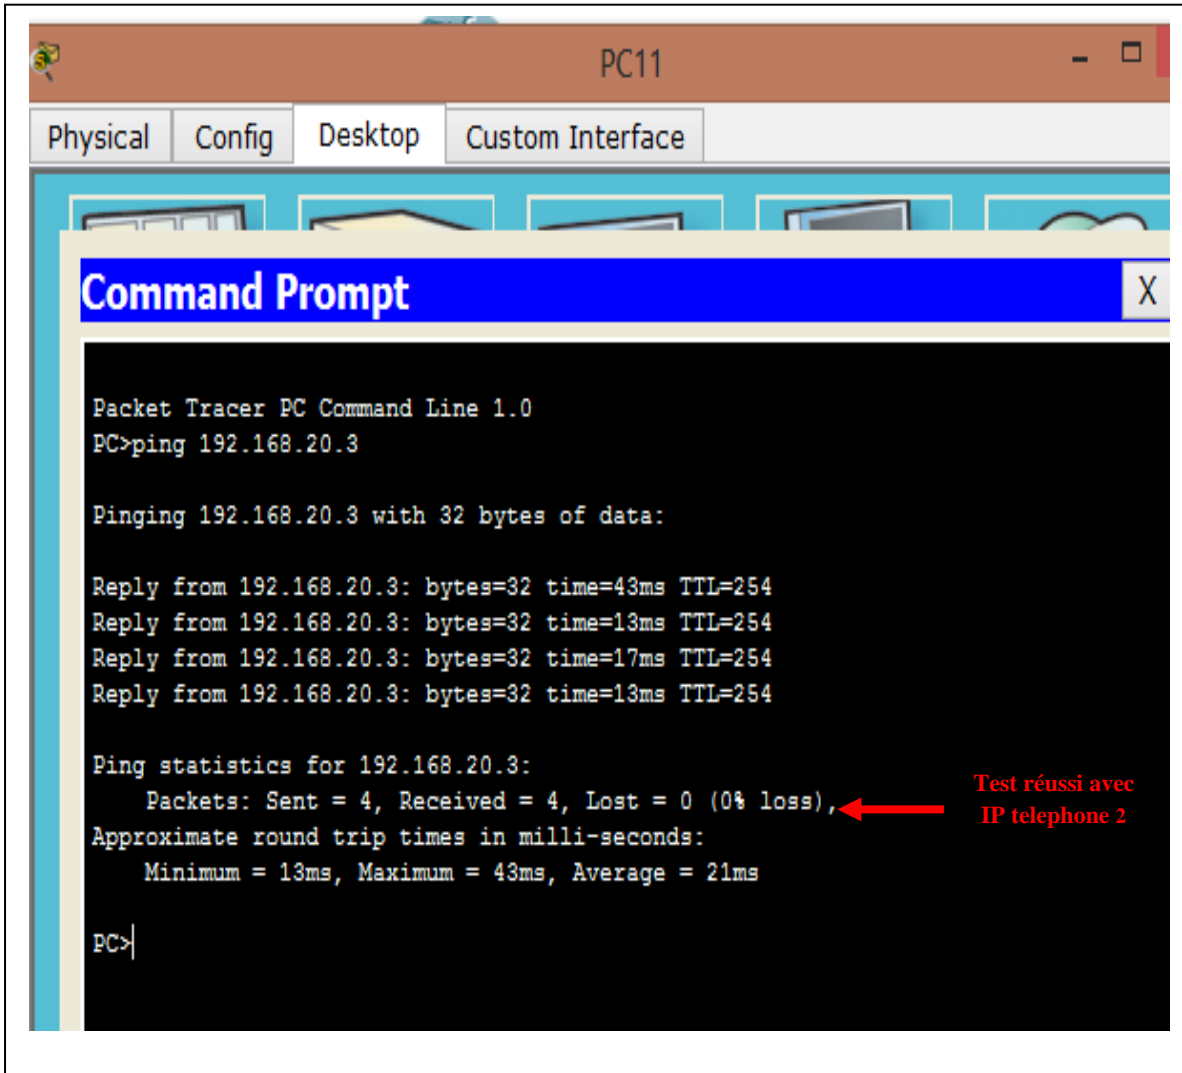 PC11
Physical Config Desktop Custom Interface
Command Prompt X
Packet Tracer PC Command Line 1.0
PC>ping 192.168.20.3
Pinging 192.168.20.3 with 32 bytes of data:
Reply from 192.168.20.3: bytes=32 time=43ms TTL=254
Reply from 192.168.20.3: bytes=32 time=13ms TTL=254
Reply from 192.168.20.3: bytes=32 time=17ms TTL=254
Reply from 192.168.20.3: bytes=32 time=13ms TTL=254
Ping statistics for 192.168.20.3:
Packets: Sent = 4, Received = 4, Lost = 0 (0% loss),
Approximate round trip times in milli-seconds:
Minimum = 13ms, Maximum = 43ms, Average = 21ms
PC>
Test réussi avec
IP telephone 2